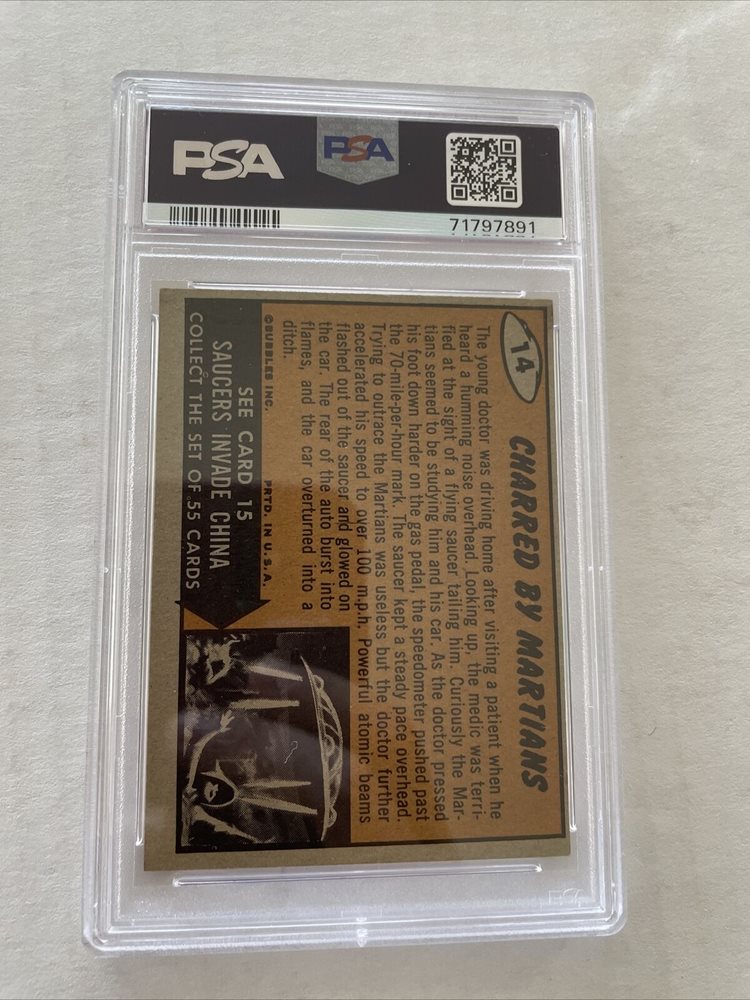 PSA
PSA
71797891
14
CHARRED BY MARTIANS
The young doctor was driving home after visiting a patient when he
heard a humming noise overhead. Looking up, the medic was terri-
fied at the sight of a flying saucer tailing him. Curiously the Mar-
tians seemed to be studying him and his car. As the doctor pressed
his foot down harder on the gas pedal, the speedometer pushed past
the 70-mile-per-hour mark. The saucer kept a steady pace overhead.
Trying to outrace the Martians was useless but the doctor further
accelerated his speed to over 100 m.p.h. Powerful atomic beams
flashed out of the saucer and glowed on
the car. The rear of the auto burst into
flames, and the car overturned into a
ditch.
©BUBBLES INC. PRTD. IN U.S.A.
SEE CARD 15
SAUCERS INVADE CHINA
COLLECT THE SET OF 55 CARDS
PSA